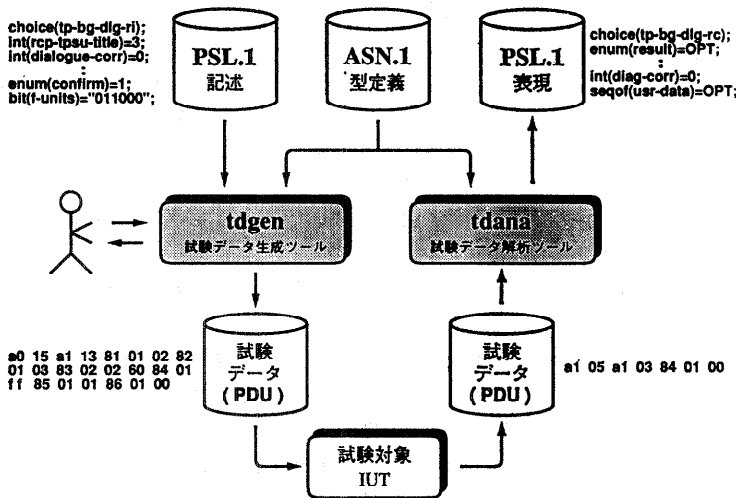 choice(tp-bg-dlg-ri);
int(rcp-tpsu-title)=3;
int(dialogue-corr)=0;
:
enum(confirm)=1;
bit(f-units)="011000";
PSL.1
記述
ASN.1
型定義
PSL.1
表現
choice(tp-bg-dlg-rc);
enum(result)=OPT;
:
int(diag-corr)=0;
seqof(usr-data)=OPT;
tdgen
試験データ生成ツール
tdana
試験データ解析ツール
a0 15 a1 13 81 01 02 82
01 03 83 02 02 60 84 01
ff 85 01 01 86 01 00
試験
データ
(PDU)
試験
データ
(PDU)
a1 05 a1 03 84 01 00
試験対象
IUT